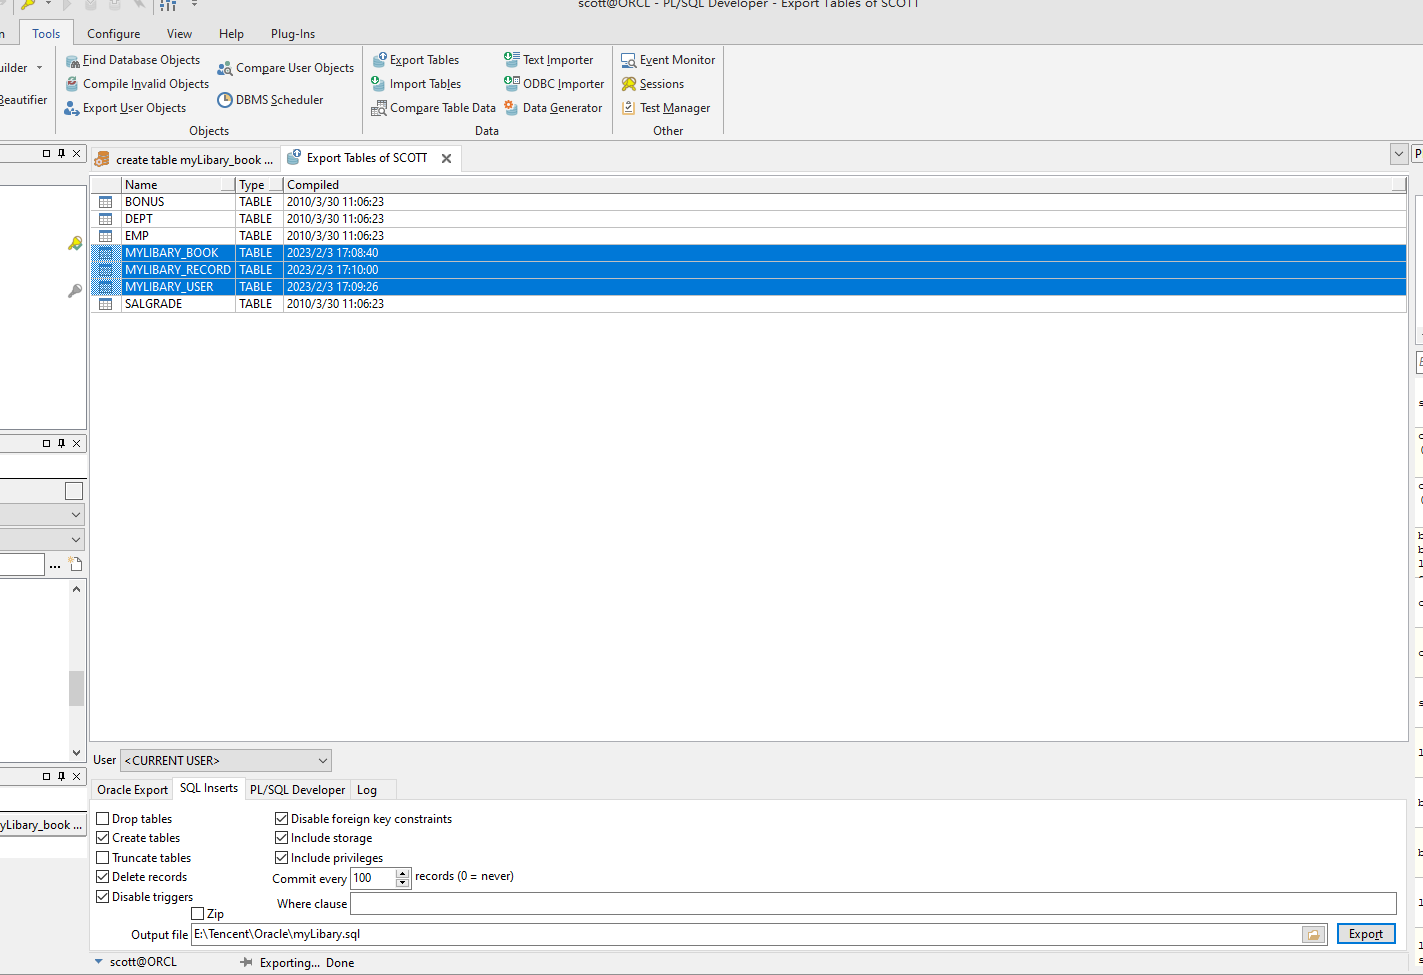 scott@ORCL - PL/SQL Developer - Export Tables of SCOTT
Tools Configure View Help Plug-Ins
Find Database Objects
Compile Invalid Objects
Export User Objects
Compare User Objects
DBMS Scheduler
Objects
Export Tables
Import Tables
Compare Table Data
Text Importer
ODBC Importer
Data Generator
Data
Event Monitor
Sessions
Test Manager
Other
uilder
Beautifier
create table myLibary_book ...
Export Tables of SCOTT
Name Type Compiled
BONUS TABLE 2010/3/30 11:06:23
DEPT TABLE 2010/3/30 11:06:23
EMP TABLE 2010/3/30 11:06:23
MYLIBARY_BOOK TABLE 2023/2/3 17:08:40
MYLIBARY_RECORD TABLE 2023/2/3 17:10:00
MYLIBARY_USER TABLE 2023/2/3 17:09:26
SALGRADE TABLE 2010/3/30 11:06:23
User <CURRENT USER>
Oracle Export SQL Inserts PL/SQL Developer Log
yLibary_book ...
Drop tables
Create tables
Truncate tables
Delete records
Disable triggers
Disable foreign key constraints
Include storage
Include privileges
Commit every 100 records (0 = never)
Where clause
Zip
Output file E:\Tencent\Oracle\myLibary.sql
Export
scott@ORCL Exporting... Done